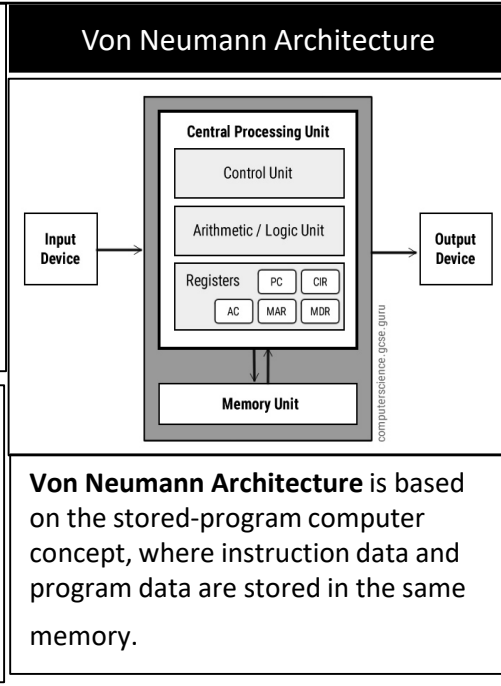 Von Neumann Architecture
Central Processing Unit
Control Unit
Arithmetic / Logic Unit
Input
Device
Output
Device
Registers
PC
CIR
AC
MAR
MDR
Memory Unit
computerscience.gcse.guru
Von Neumann Architecture is based
on the stored-program computer
concept, where instruction data and
program data are stored in the same
memory.